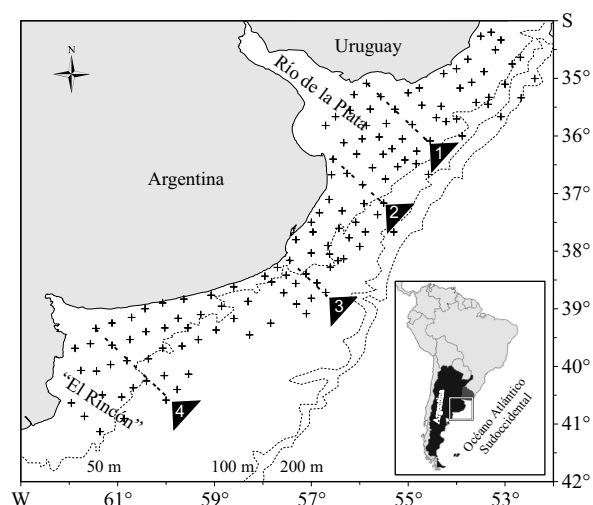 S
N
Uruguay
Río de la Plata
35°
36°
Argentina
1
37°
2
38°
3
39°
40°
"El Rincón"
4
Argentina
Océano Atlántico
Sudoccidental
41°
50 m
100 m
200 m
42°
W
61°
59°
57°
55°
53°